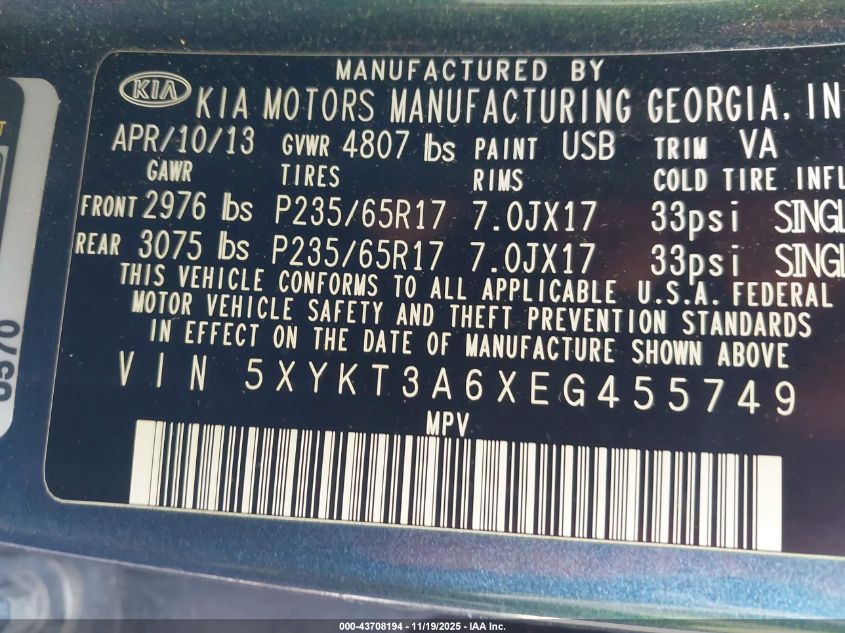 MANUFACTURED BY
KIA KIA MOTORS MANUFACTURING GEORGIA, IN
APR/10/13 GVWR 4807 lbs PAINT USB TRIM VA
GAWR TIRES RIMS COLD TIRE INFL
FRONT 2976 lbs P235/65R17 7.0JX17 33psi SINGL
REAR 3075 lbs P235/65R17 7.0JX17 33psi SINGL
THIS VEHICLE CONFORMS TO ALL APPLICABLE U.S.A. FEDERAL
MOTOR VEHICLE SAFETY AND THEFT PREVENTION STANDARDS
IN EFFECT ON THE DATE OF MANUFACTURE SHOWN ABOVE
VIN 5XYKT3A6XEG455749
MPV
000-43708194 - 11/19/2025 - IAA Inc.